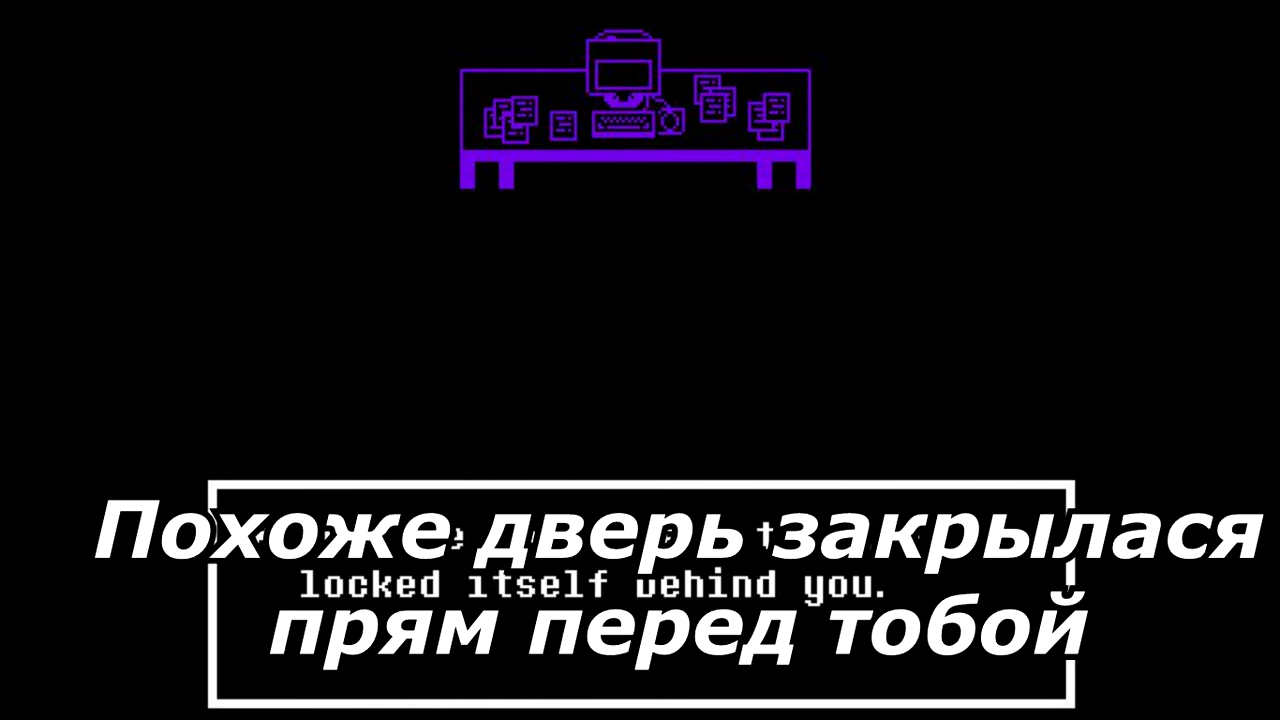 Похоже дверь закрылася
locked itself behind you.
прям перед тобой